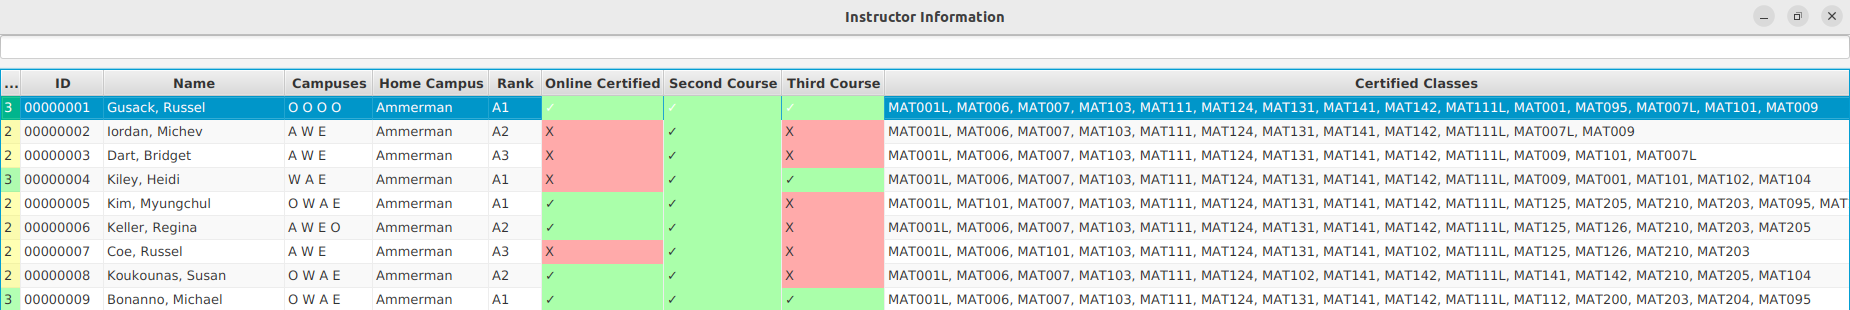 Instructor Information
... ID Name Campuses Home Campus Rank Online Certified Second Course Third Course Certified Classes
3 00000001 Gusack, Russel O O O O Ammerman A1 ✓ ✓ ✓ MAT001L, MAT006, MAT007, MAT103, MAT111, MAT124, MAT131, MAT141, MAT142, MAT111L, MAT001, MAT095, MAT007L, MAT101, MAT009
2 00000002 Iordan, Michev A W E Ammerman A2 X ✓ X MAT001L, MAT006, MAT007, MAT103, MAT111, MAT124, MAT131, MAT141, MAT142, MAT111L, MAT007L, MAT009
2 00000003 Dart, Bridget A W E Ammerman A3 X ✓ X MAT001L, MAT006, MAT007, MAT103, MAT111, MAT124, MAT131, MAT141, MAT142, MAT111L, MAT009, MAT101, MAT007L
3 00000004 Kiley, Heidi W A E Ammerman A1 X ✓ ✓ MAT001L, MAT006, MAT007, MAT103, MAT111, MAT124, MAT131, MAT141, MAT142, MAT111L, MAT009, MAT001, MAT101, MAT102, MAT104
2 00000005 Kim, Myungchul O W A E Ammerman A1 ✓ ✓ X MAT001L, MAT101, MAT007, MAT103, MAT111, MAT124, MAT131, MAT141, MAT142, MAT111L, MAT125, MAT205, MAT210, MAT203, MAT095, MAT
2 00000006 Keller, Regina A W E O Ammerman A2 ✓ ✓ X MAT001L, MAT006, MAT007, MAT103, MAT111, MAT124, MAT131, MAT141, MAT142, MAT111L, MAT125, MAT126, MAT210, MAT203, MAT205
2 00000007 Coe, Russel A W E Ammerman A3 X ✓ X MAT001L, MAT006, MAT101, MAT103, MAT111, MAT124, MAT131, MAT141, MAT102, MAT111L, MAT125, MAT126, MAT210, MAT203
2 00000008 Koukounas, Susan O W A E Ammerman A2 ✓ ✓ X MAT001L, MAT006, MAT007, MAT103, MAT111, MAT124, MAT102, MAT141, MAT142, MAT111L, MAT141, MAT142, MAT210, MAT205, MAT104
3 00000009 Bonanno, Michael O W A E Ammerman A1 ✓ ✓ ✓ MAT001L, MAT006, MAT007, MAT103, MAT111, MAT124, MAT131, MAT141, MAT142, MAT111L, MAT112, MAT200, MAT203, MAT204, MAT095